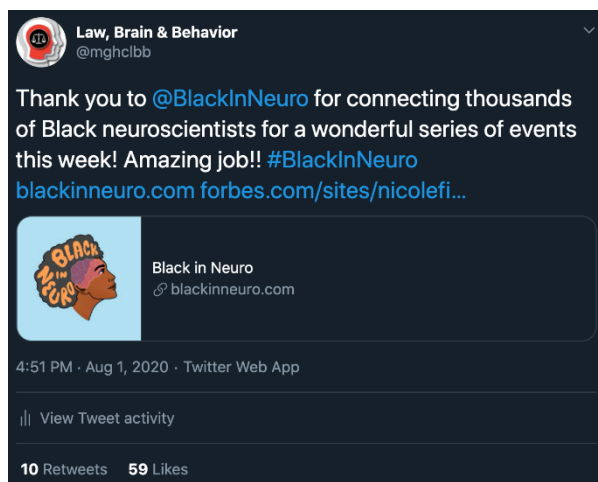 Law, Brain & Behavior
@mghclbb
Thank you to @BlackInNeuro for connecting thousands
of Black neuroscientists for a wonderful series of events
this week! Amazing job!! #BlackInNeuro
blackinneuro.com forbes.com/sites/nicolefi...
BLACK
IN
NEURO
Black in Neuro
blackinneuro.com
4:51 PM · Aug 1, 2020 · Twitter Web App
View Tweet activity
10 Retweets 59 Likes